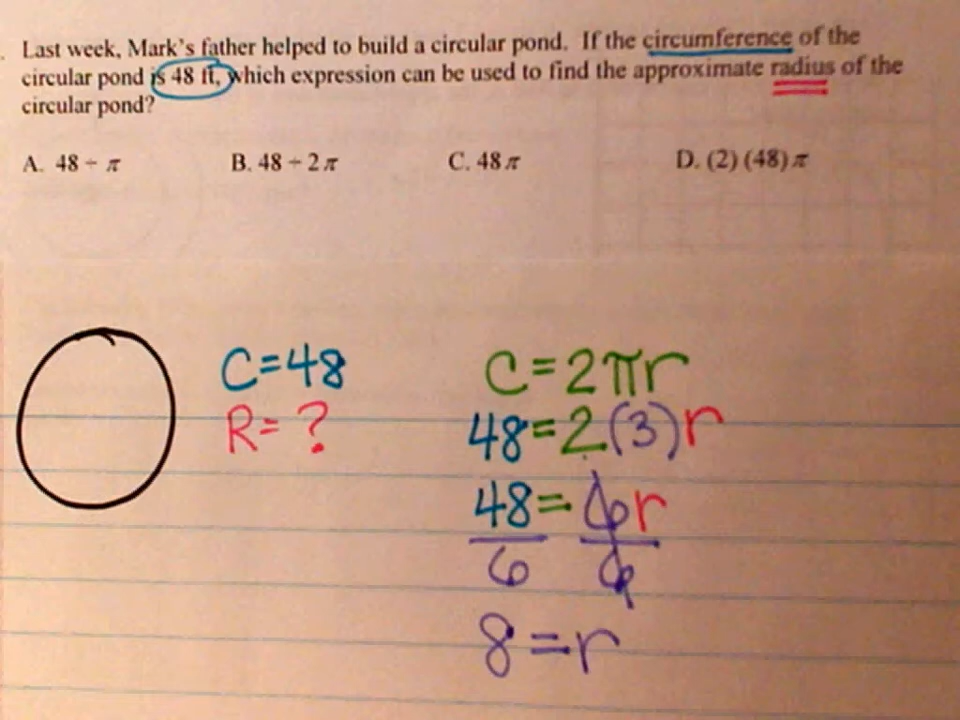 . Last week, Mark's father helped to build a circular pond. If the circumference of the
circular pond is 48 ft, which expression can be used to find the approximate radius of the
circular pond?
A. 48 ÷ π B. 48 ÷ 2π C. 48π D. (2) (48)π
C=48 C=2πr
R=? 48=2(3)r
48=6r
6 6
8=r